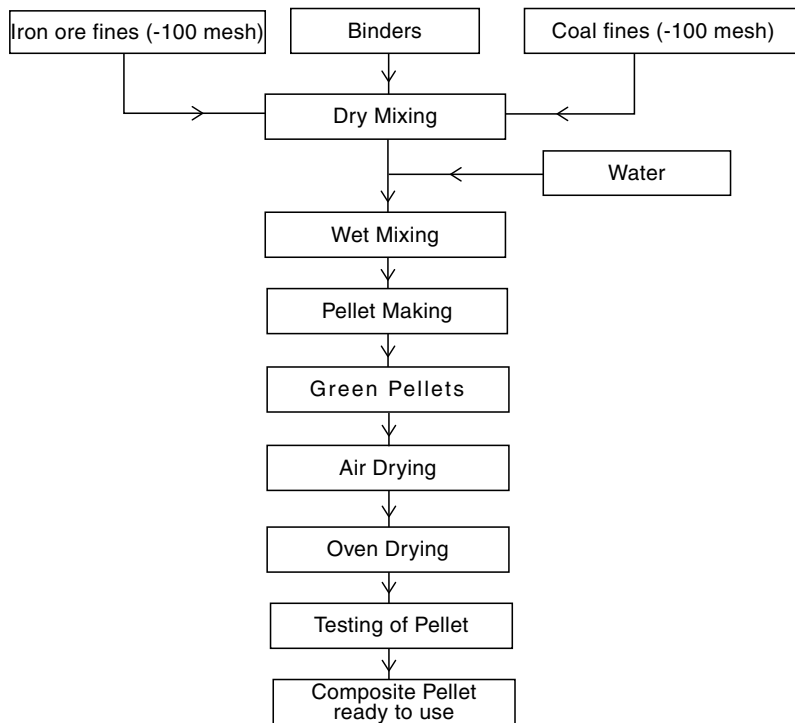 Iron ore fines (-100 mesh)
Binders
Coal fines (-100 mesh)
Dry Mixing
Water
Wet Mixing
Pellet Making
Green Pellets
Air Drying
Oven Drying
Testing of Pellet
Composite Pellet
ready to use